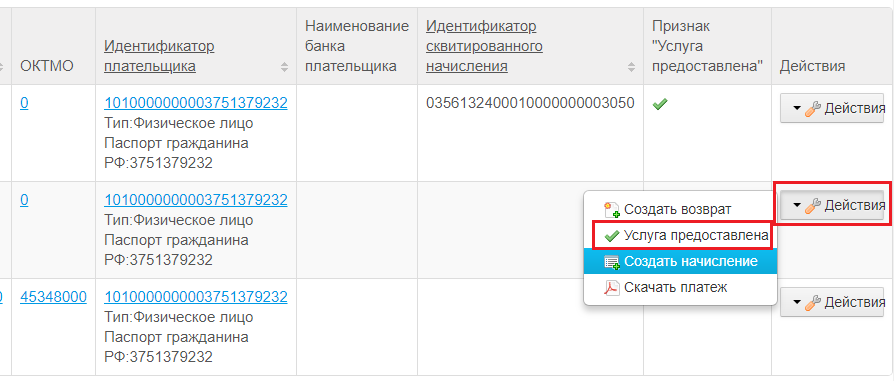 ОКТМО
Идентификатор
плательщика
Наименование
банка
плательщика
Идентификатор
сквитированного
начисления
Признак
"Услуга
предоставлена"
Действия
0
1010000000003751379232
Тип:Физическое лицо
Паспорт гражданина
РФ:3751379232
0356132400010000000003050
Действия
0
1010000000003751379232
Тип:Физическое лицо
Паспорт гражданина
РФ:3751379232
Действия
Создать возврат
Услуга предоставлена
Создать начисление
Скачать платеж
45348000
1010000000003751379232
Тип:Физическое лицо
Паспорт гражданина
РФ:3751379232
Действия